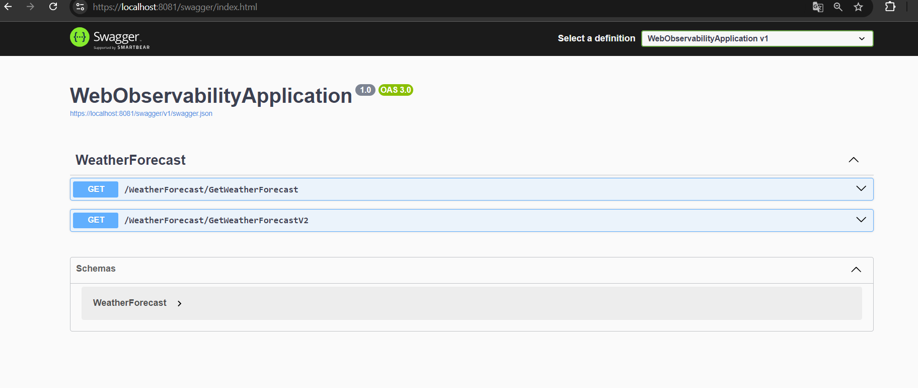 https://localhost:8081/swagger/index.html
{...} Swagger.
Supported by SMARTBEAR
Select a definition
WebObservabilityApplication v1
WebObservabilityApplication 1.0 OAS 3.0
https://localhost:8081/swagger/v1/swagger.json
WeatherForecast
GET /WeatherForecast/GetWeatherForecast
GET /WeatherForecast/GetWeatherForecastV2
Schemas
WeatherForecast